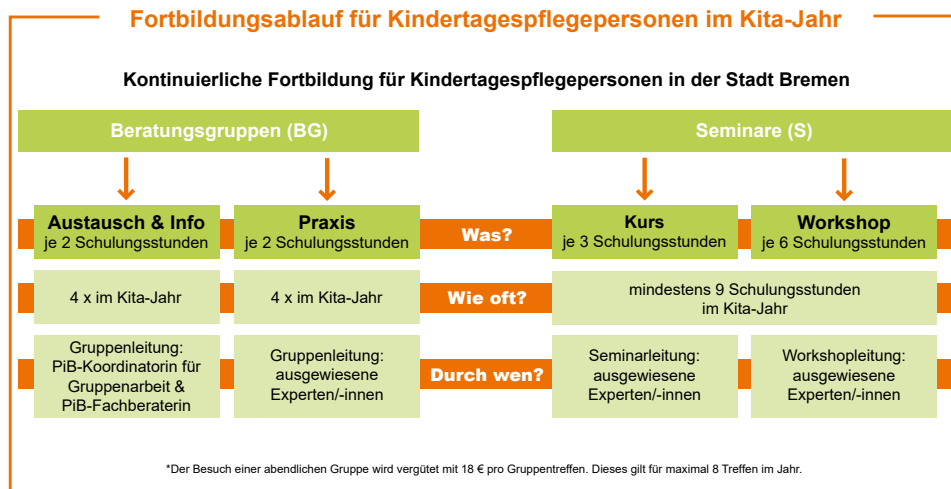 Fortbildungsablauf für Kindertagespflegepersonen im Kita-Jahr
Kontinuierliche Fortbildung für Kindertagespflegepersonen in der Stadt Bremen
Beratungsgruppen (BG)
Seminare (S)
Austausch & Info
je 2 Schulungsstunden
Praxis
je 2 Schulungsstunden
Was?
Kurs
je 3 Schulungsstunden
Workshop
je 6 Schulungsstunden
4 x im Kita-Jahr
4 x im Kita-Jahr
Wie oft?
mindestens 9 Schulungsstunden
im Kita-Jahr
Gruppenleitung:
PiB-Koordinatorin für
Gruppenarbeit &
PiB-Fachberaterin
Gruppenleitung:
ausgewiesene
Experten/-innen
Durch wen?
Seminarleitung:
ausgewiesene
Experten/-innen
Workshopleitung:
ausgewiesene
Experten/-innen
*Der Besuch einer abendlichen Gruppe wird vergütet mit 18 € pro Gruppentreffen. Dieses gilt für maximal 8 Treffen im Jahr.